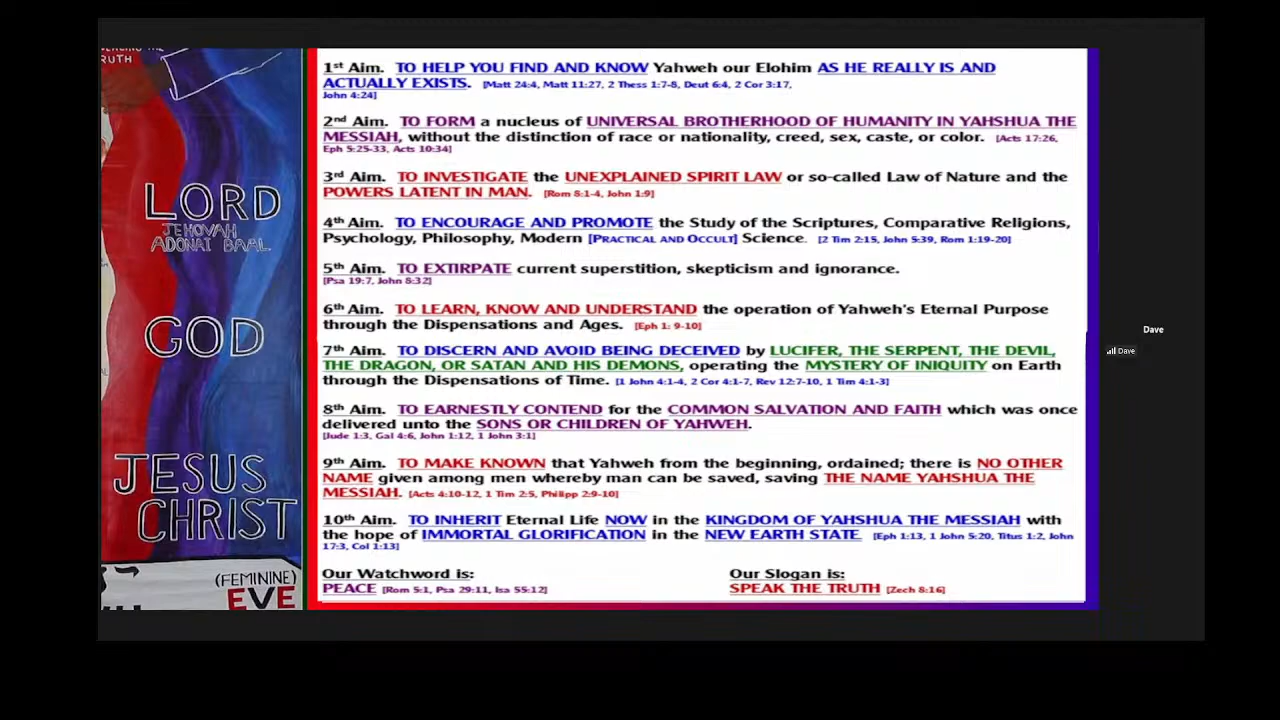 RUTH
LORD
JEHOVAH
ADONAI BAAL
GOD
JESUS
CHRIST
(FEMININE)
EVE
1st Aim. TO HELP YOU FIND AND KNOW Yahweh our Elohim AS HE REALLY IS AND
ACTUALLY EXISTS. [Matt 24:4, Matt 11:27, 2 Thess 1:7-8, Deut 6:4, 2 Cor 3:17,
John 4:24]
2nd Aim. TO FORM a nucleus of UNIVERSAL BROTHERHOOD OF HUMANITY IN YAHSHUA THE
MESSIAH, without the distinction of race or nationality, creed, sex, caste, or color. [Acts 17:26,
Eph 5:25-33, Acts 10:34]
3rd Aim. TO INVESTIGATE the UNEXPLAINED SPIRIT LAW or so-called Law of Nature and the
POWERS LATENT IN MAN. [Rom 8:1-4, John 1:9]
4th Aim. TO ENCOURAGE AND PROMOTE the Study of the Scriptures, Comparative Religions,
Psychology, Philosophy, Modern [PRACTICAL AND OCCULT] Science. [2 Tim 2:15, John 5:39, Rom 1:19-20]
5th Aim. TO EXTIRPATE current superstition, skepticism and ignorance.
[Psa 19:7, John 8:32]
6th Aim. TO LEARN, KNOW AND UNDERSTAND the operation of Yahweh's Eternal Purpose
through the Dispensations and Ages. [Eph 1: 9-10]
7th Aim. TO DISCERN AND AVOID BEING DECEIVED by LUCIFER, THE SERPENT, THE DEVIL,
THE DRAGON, OR SATAN AND HIS DEMONS, operating the MYSTERY OF INIQUITY on Earth
through the Dispensations of Time. [1 John 4:1-4, 2 Cor 4:1-7, Rev 12:7-10, 1 Tim 4:1-3]
8th Aim. TO EARNESTLY CONTEND for the COMMON SALVATION AND FAITH which was once
delivered unto the SONS OR CHILDREN OF YAHWEH.
[Jude 1:3, Gal 4:6, John 1:12, 1 John 3:1]
9th Aim. TO MAKE KNOWN that Yahweh from the beginning, ordained; there is NO OTHER
NAME given among men whereby man can be saved, saving THE NAME YAHSHUA THE
MESSIAH. [Acts 4:10-12, 1 Tim 2:5, Philipp 2:9-10]
10th Aim. TO INHERIT Eternal Life NOW in the KINGDOM OF YAHSHUA THE MESSIAH with
the hope of IMMORTAL GLORIFICATION in the NEW EARTH STATE [Eph 1:13, 1 John 5:20, Titus 1:2, John
17:3, Col 1:13]
Our Watchword is:
PEACE [Rom 5:1, Psa 29:11, Isa 55:12]
Our Slogan is:
SPEAK THE TRUTH [Zech 8:16]
Dave
Dave